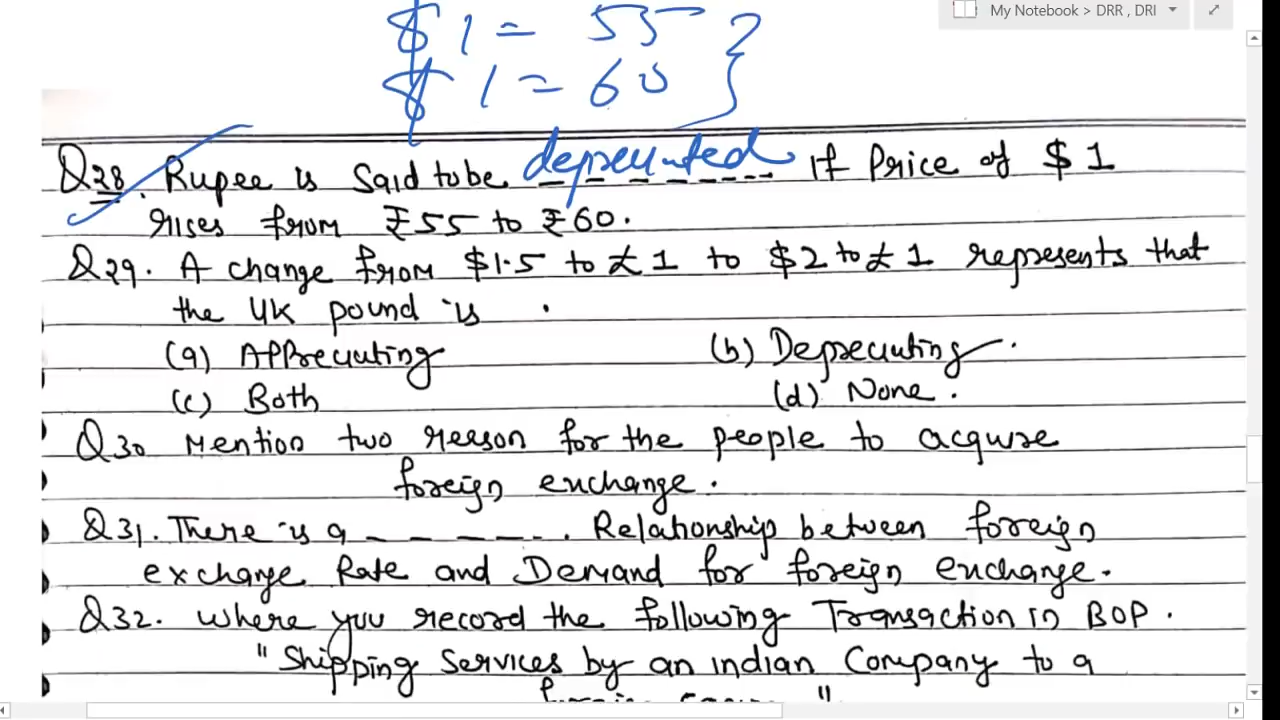 My Notebook > DRR , DRI
$ 1 = 55
$ 1 = 60
Q28. Rupee is said to be depreciated if Price of $ 1
rises from ₹55 to ₹60.
Q29. A change from $1.5 to £1 to $2 to £1 represents that
the UK pound is .
(a) Appreciating (b) Depreciating.
(c) Both (d) None.
Q30 Mention two reason for the people to acquire
foreign exchange.
Q31. There is a _ _ _ _ _. Relationship between foreign
exchange Rate and Demand for foreign exchange.
Q32. Where you record the following Transaction in BOP.
"Shipping Services by an indian Company to a